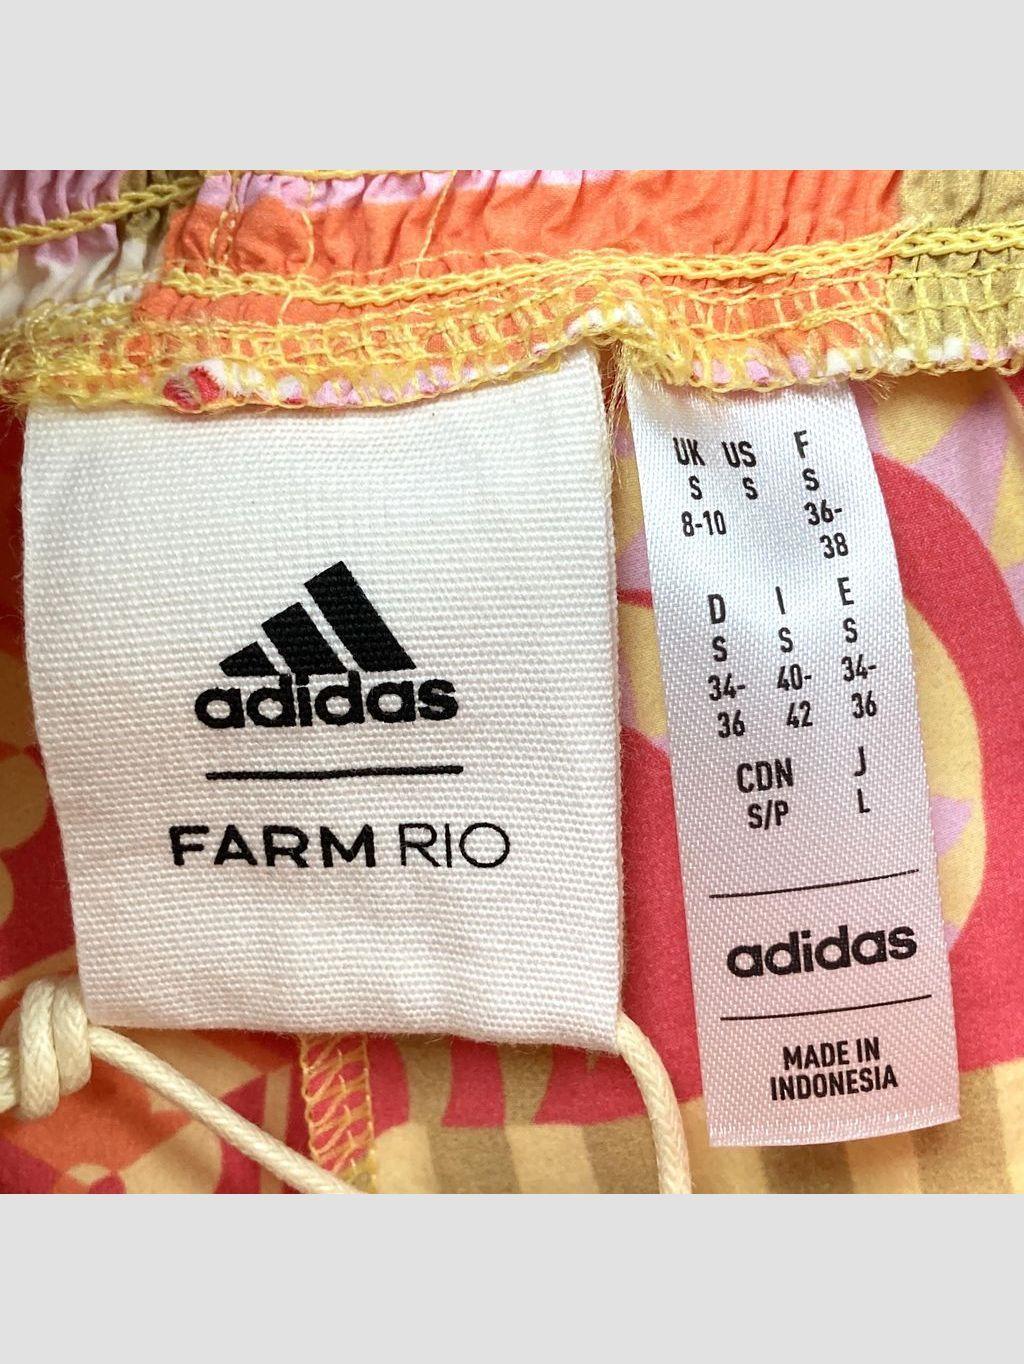 adidas
FARM RIO
UK US F
S S S
8-10 36-
38
D I E
S S S
34- 40- 34-
36 42 36
CDN J
S/P L
adidas
MADE IN
INDONESIA